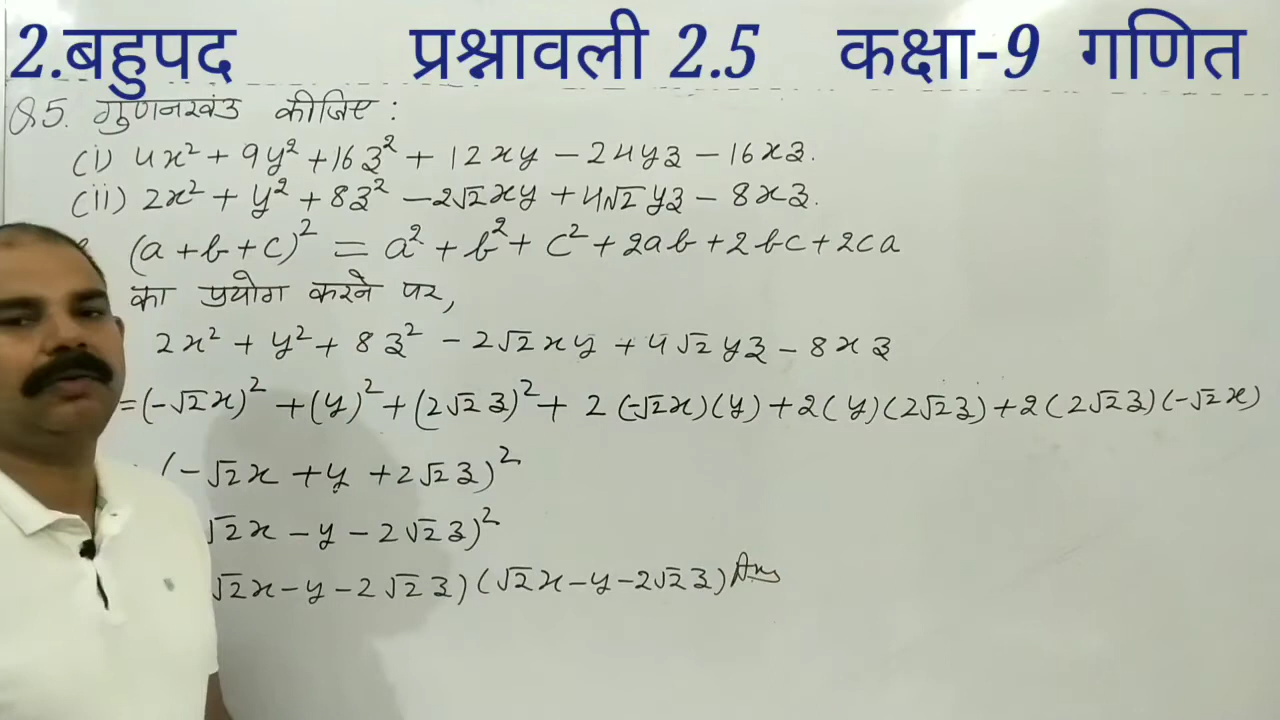 2.बहुपद प्रश्नावली 2.5 कक्षा-9 गणित
Q5. गुणनखंड कीजिए:
(i) 4x² + 9y² + 16z² + 12xy - 24yz - 16xz.
(ii) 2x² + y² + 8z² - 2√2xy + 4√2yz - 8xz.
(a+b+c)² = a² + b² + c² + 2ab + 2bc + 2ca
का प्रयोग करने पर,
2x² + y² + 8z² - 2√2xy + 4√2yz - 8xz
= (-√2x)² + (y)² + (2√2z)² + 2(-√2x)(y) + 2(y)(2√2z) + 2(2√2z)(-√2x)
(-√2x + y + 2√2z)²
√2x - y - 2√2z)²
√2x - y - 2√2z)(√2x - y - 2√2z) Ans